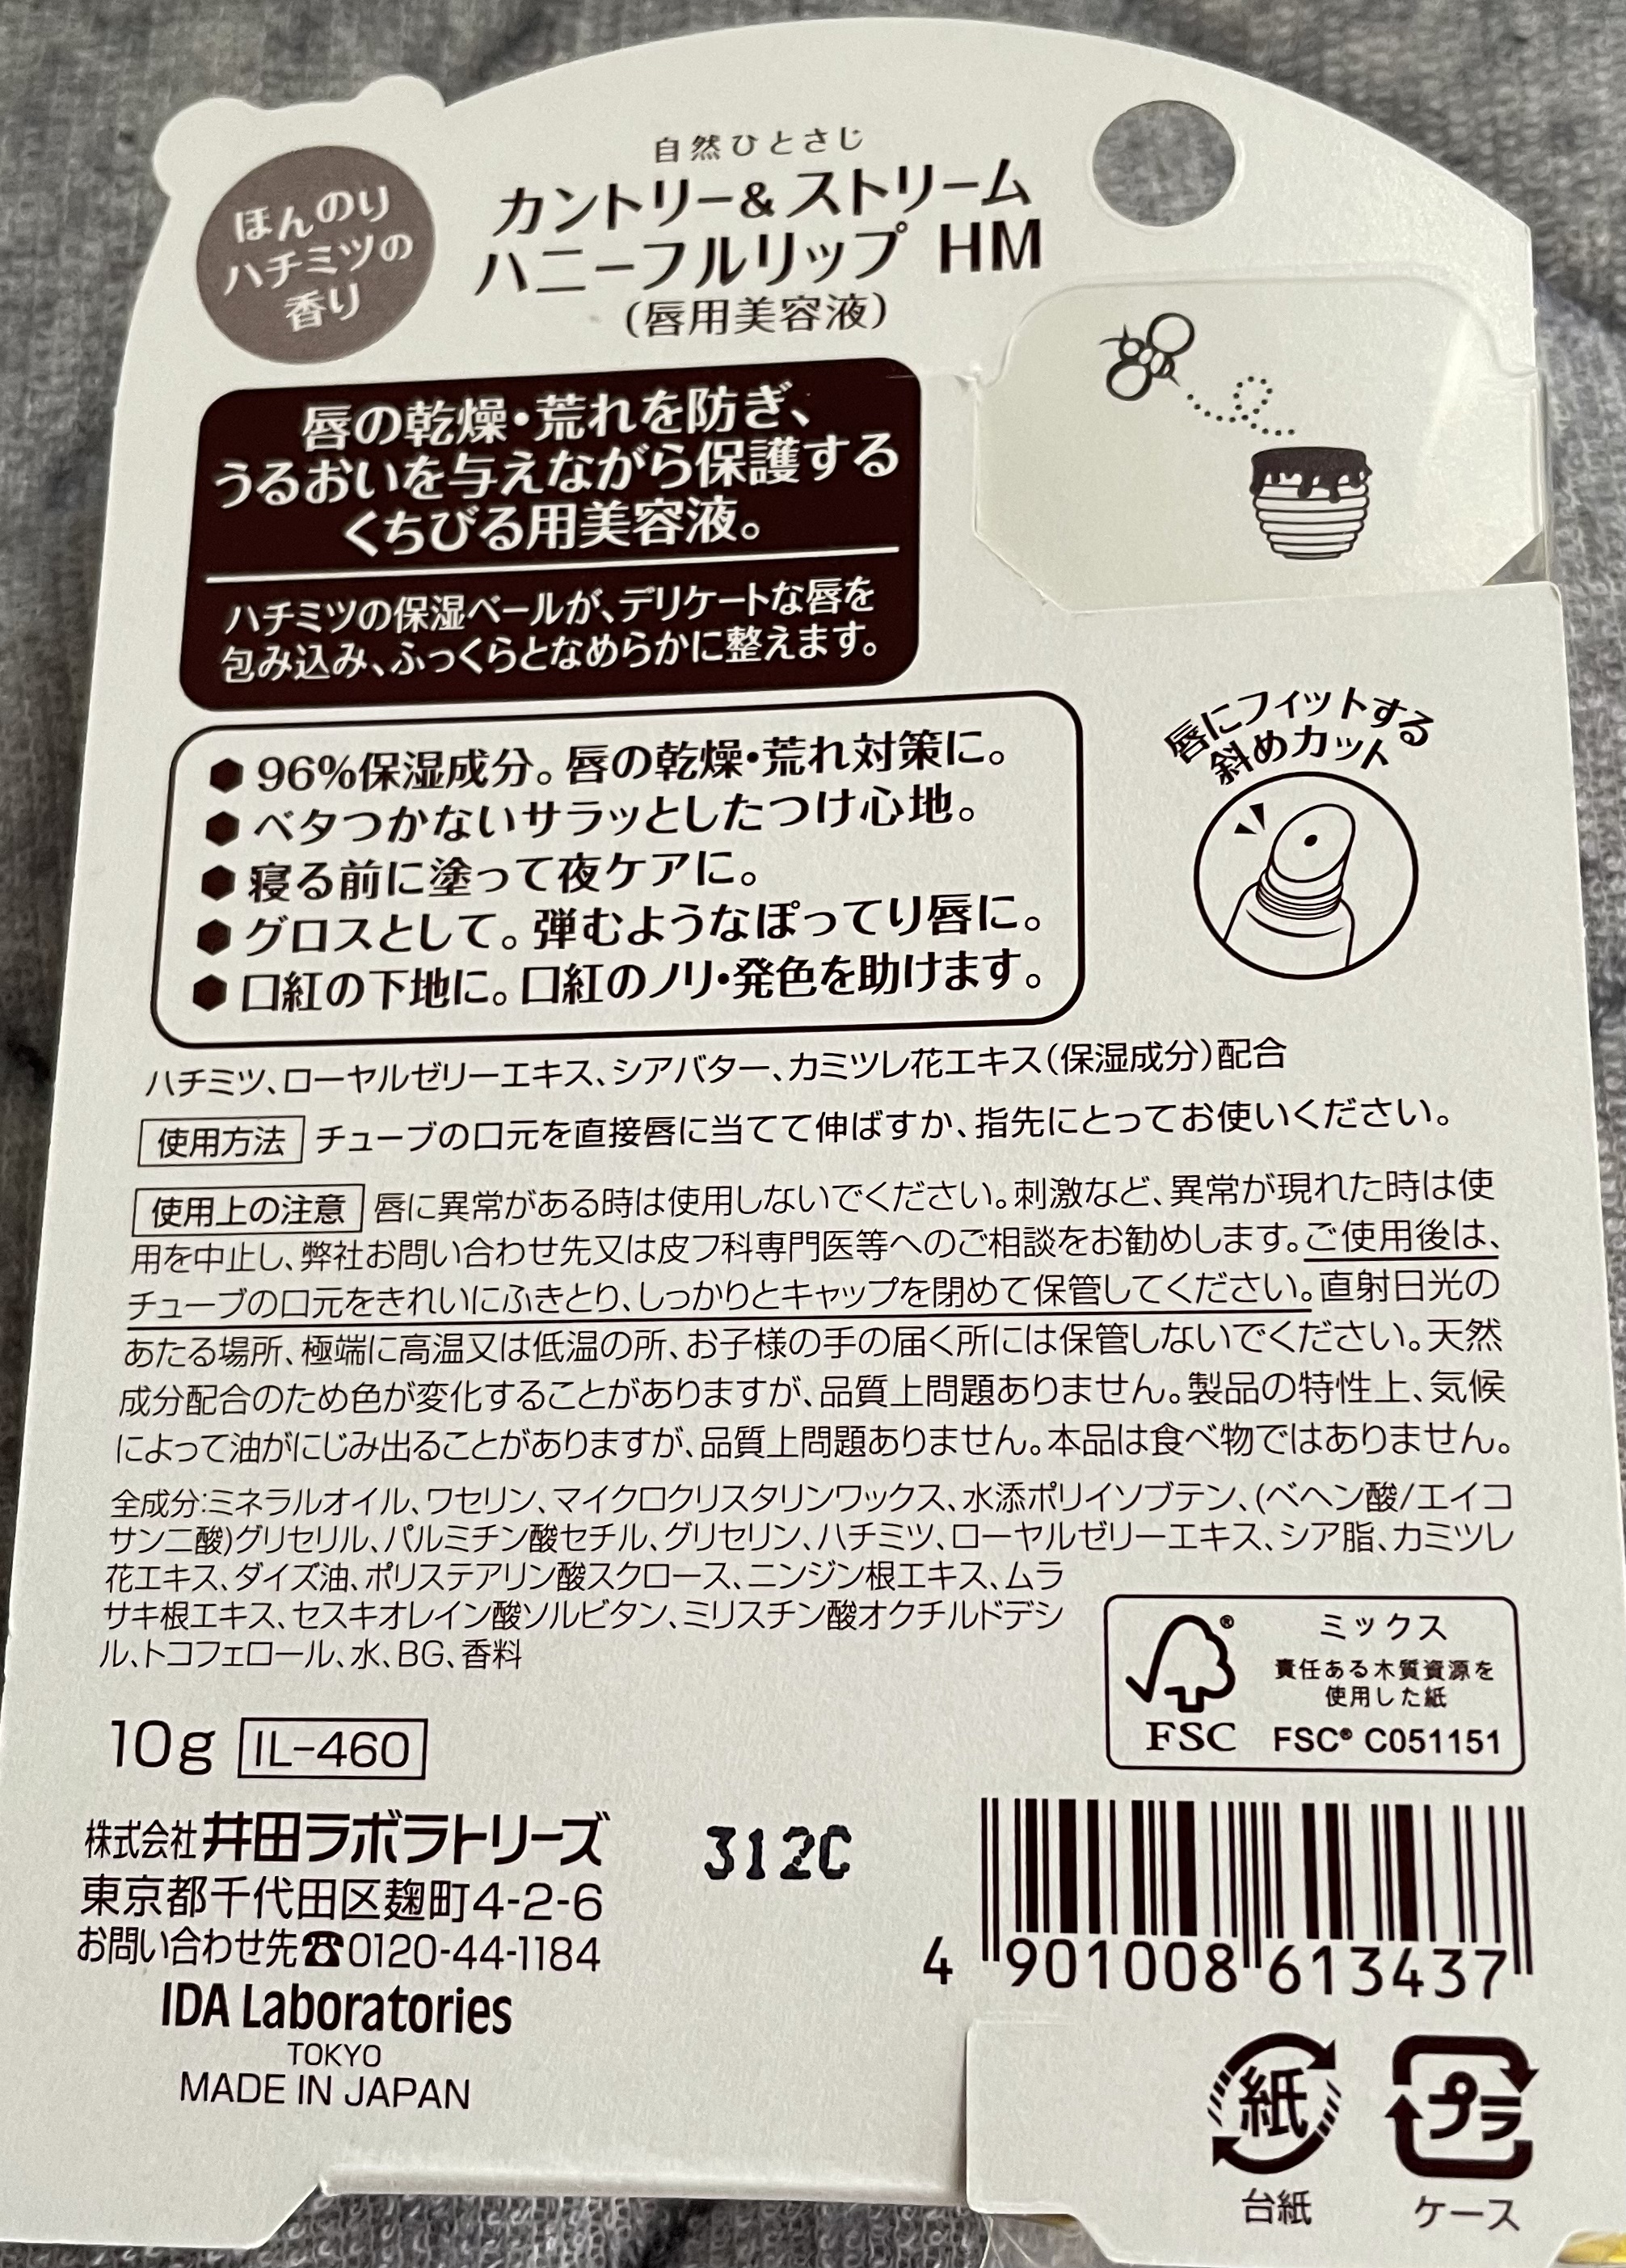 自然ひとさじ
カントリー&ストリーム
ハニーフルリップ HM
(唇用美容液)
ほんのり
ハチミツの
香り
唇の乾燥・荒れを防ぎ、
うるおいを与えながら保護する
くちびる用美容液。
ハチミツの保湿ベールが、デリケートな唇を
包み込み、ふっくらとなめらかに整えます。
96%保湿成分。唇の乾燥・荒れ対策に。
ベタつかないサラッとしたつけ心地。
寝る前に塗って夜ケアに。
グロスとして。弾むようなぽってり唇に。
口紅の下地に。口紅のノリ・発色を助けます。
唇にフィットする
斜めカット
ハチミツ、ローヤルゼリーエキス、シアバター、カミツレ花エキス(保湿成分)配合
使用方法 チューブの口元を直接唇に当てて伸ばすか、指先にとってお使いください。
使用上の注意 唇に異常がある時は使用しないでください。刺激など、異常が現れた時は使
用を中止し、弊社お問い合わせ先又は皮フ科専門医等へのご相談をお勧めします。ご使用後は、
チューブの口元をきれいにふきとり、しっかりとキャップを閉めて保管してください。直射日光の
あたる場所、極端に高温又は低温の所、お子様の手の届く所には保管しないでください。天然
成分配合のため色が変化することがありますが、品質上問題ありません。製品の特性上、気候
によって油がにじみ出ることがありますが、品質上問題ありません。本品は食べ物ではありません。
全成分:ミネラルオイル、ワセリン、マイクロクリスタリンワックス、水添ポリイソブテン、(ベヘン酸/エイコ
サン二酸)グリセリル、パルミチン酸セチル、グリセリン、ハチミツ、ローヤルゼリーエキス、シア脂、カミツレ
花エキス、ダイズ油、ポリステアリン酸スクロース、ニンジン根エキス、ムラ
サキ根エキス、セスキオレイン酸ソルビタン、ミリスチン酸オクチルドデシ
ル、トコフェロール、水、BG、香料
®
FSC
ミックス
責任ある木質資源を
使用した紙
FSC® C051151
10g IL-460
株式会社 井田ラボラトリーズ
東京都千代田区麹町4-2-6
お問い合わせ先☎0120-44-1184
IDA Laboratories
TOKYO
MADE IN JAPAN
312C
4 901008 613437
紙
台紙
プラ
ケース